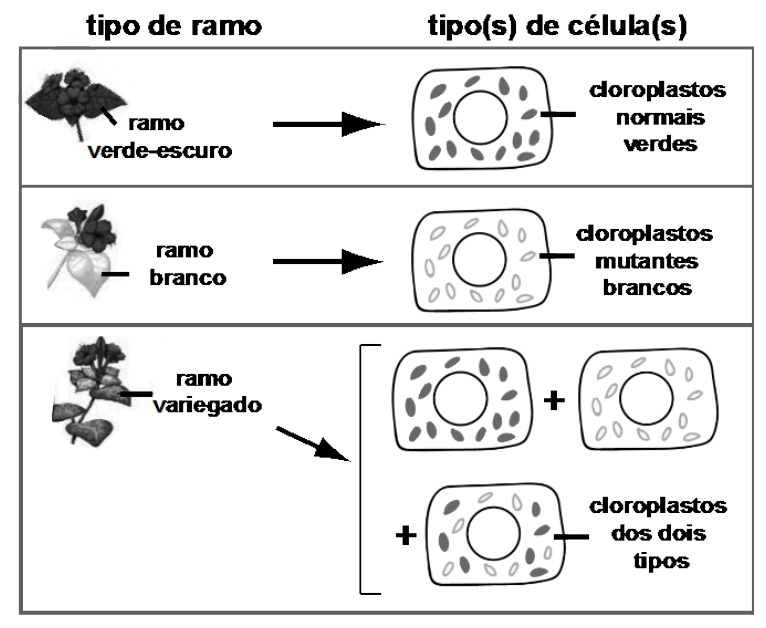 tipo de ramo
tipo(s) de célula(s)
ramo
verde-escuro
cloroplastos
normais
verdes
ramo
branco
cloroplastos
mutantes
brancos
ramo
variegado
+
+
cloroplastos
dos dois
tipos